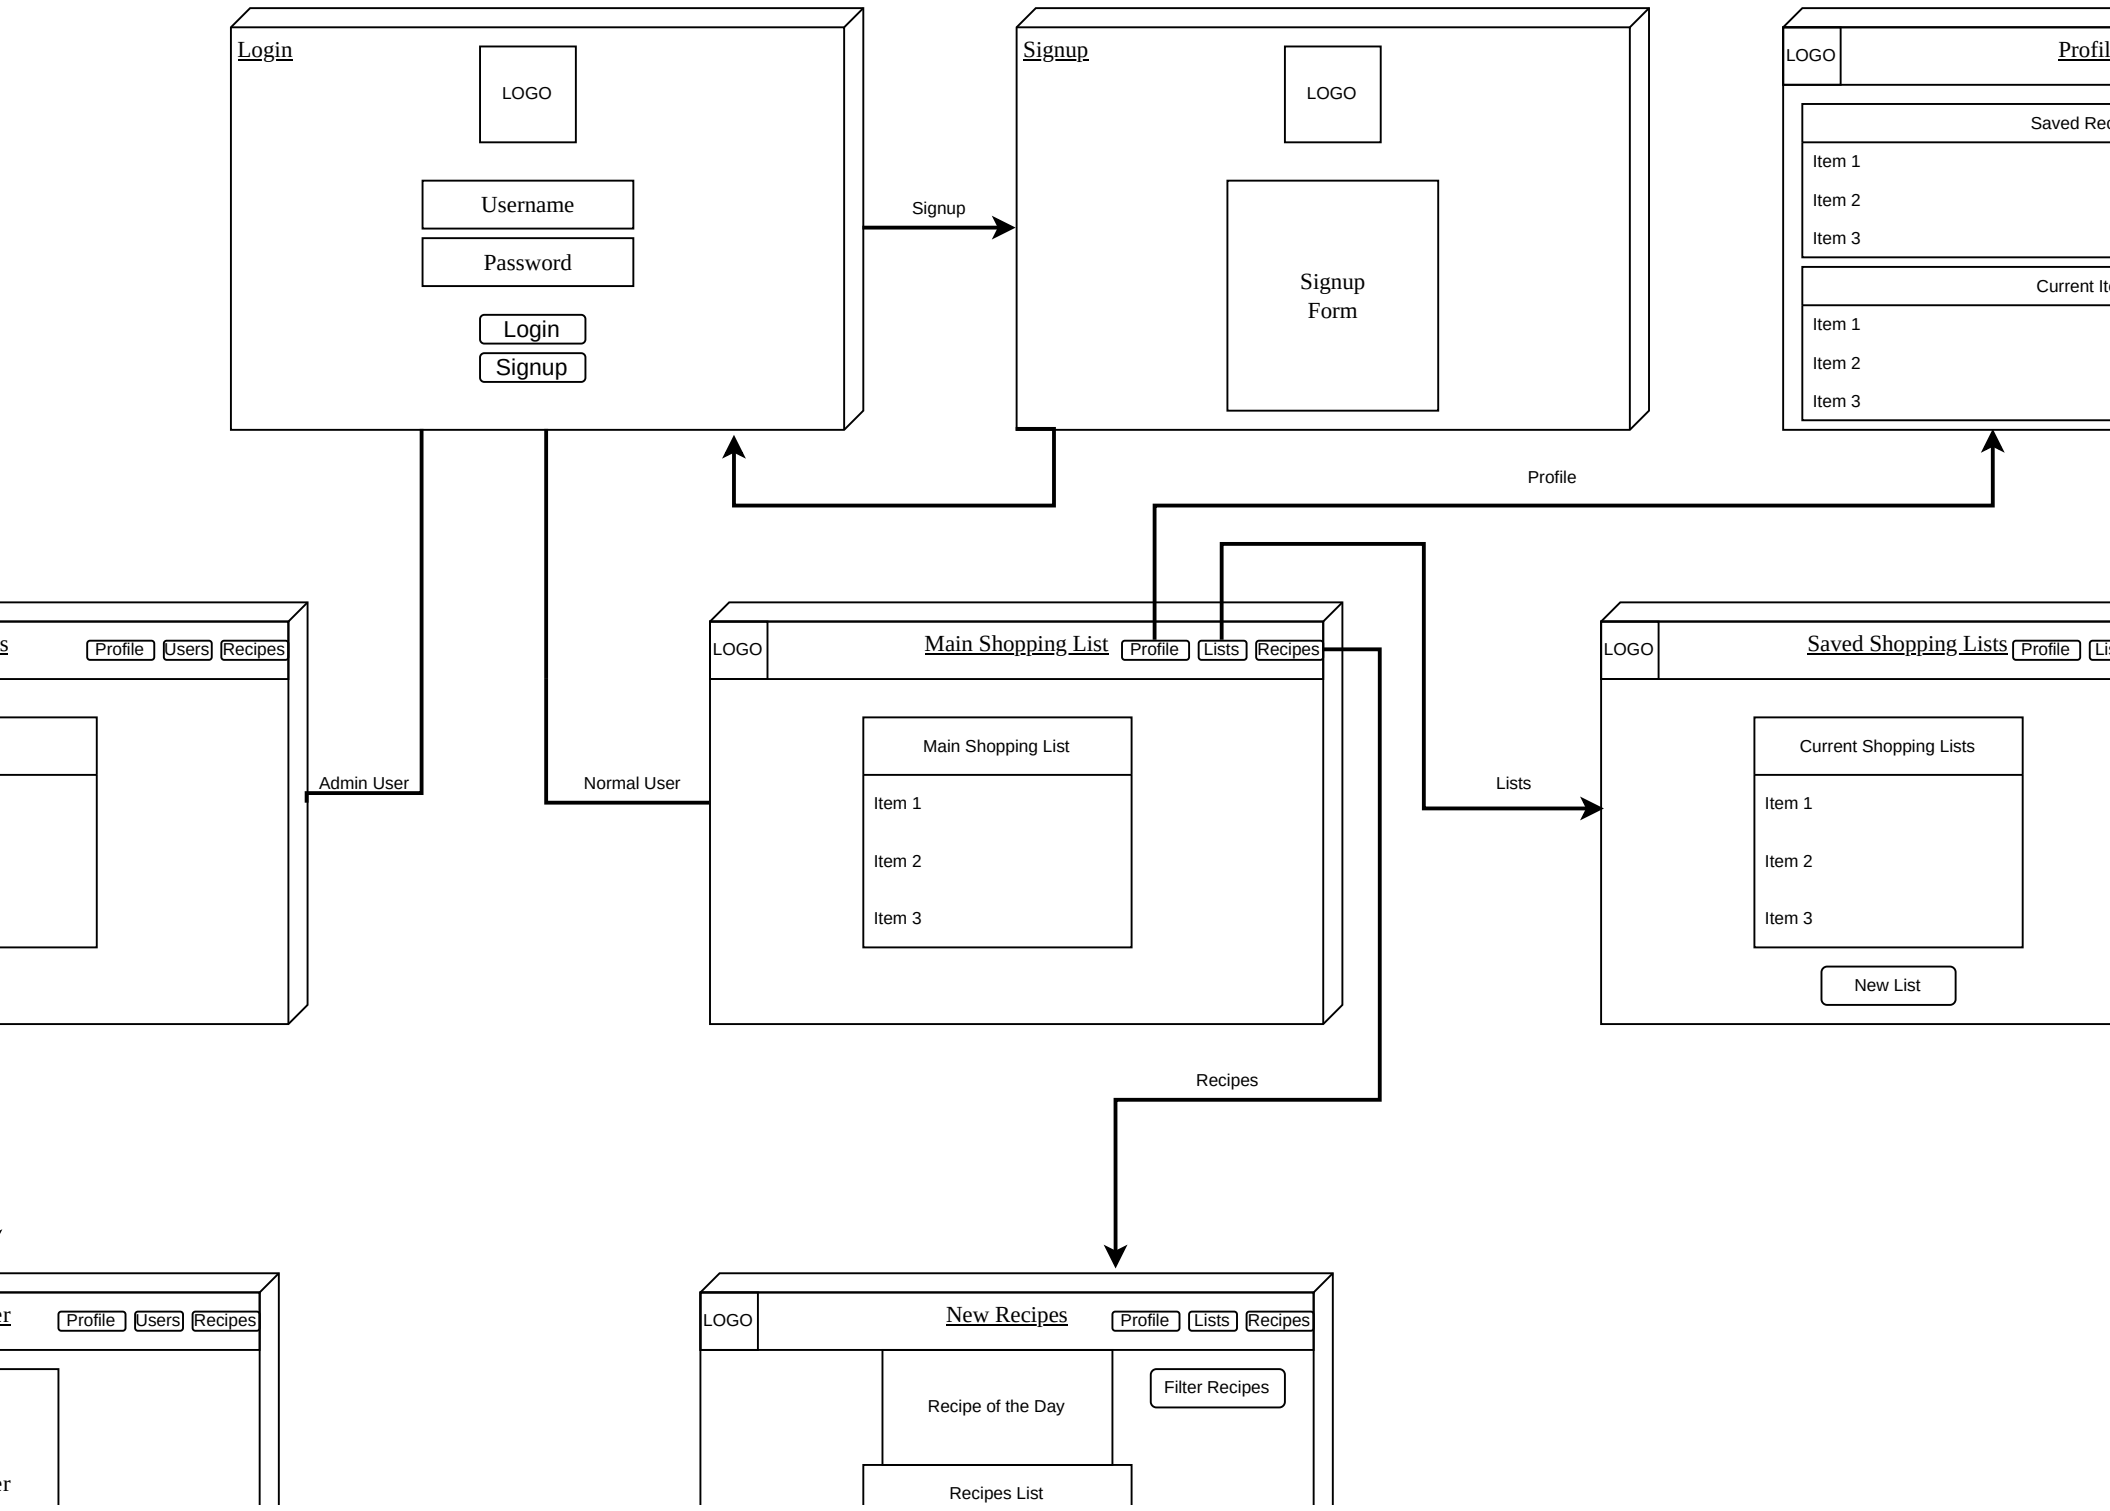 Login
LOGO
Username
Password
Login
Signup
Signup
Signup
LOGO
Signup
Form
LOGO
Item 1
Item 2
Item 3
Current
Item 1
Item 2
Item 3
Saved
Profile
Profile Users Recipes
Admin User
Normal User
LOGO
Main Shopping List
Profile Lists Recipes
Main Shopping List
Item 1
Item 2
Item 3
Lists
LOGO
Saved Shopping Lists
Profile
Current Shopping Lists
Item 1
Item 2
Item 3
New List
Recipes
Profile Users Recipes
LOGO
New Recipes
Profile Lists Recipes
Recipe of the Day
Filter Recipes
Recipes List